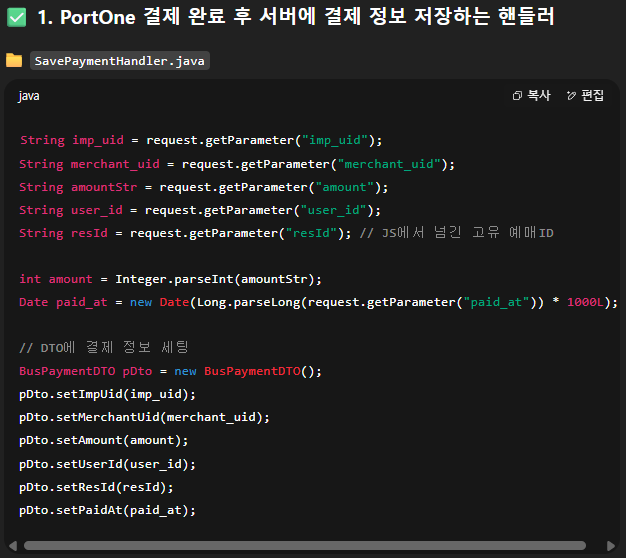 ✅ 1. PortOne 결제 완료 후 서버에 결제 정보 저장하는 핸들러
📁 SavePaymentHandler.java
java 복사 편집
String imp_uid = request.getParameter("imp_uid");
String merchant_uid = request.getParameter("merchant_uid");
String amountStr = request.getParameter("amount");
String user_id = request.getParameter("user_id");
String resId = request.getParameter("resId"); // JS에서 넘긴 고유 예매ID
int amount = Integer.parseInt(amountStr);
Date paid_at = new Date(Long.parseLong(request.getParameter("paid_at")) * 1000L);
// DTO에 결제 정보 세팅
BusPaymentDTO pDto = new BusPaymentDTO();
pDto.setImpUid(imp_uid);
pDto.setMerchantUid(merchant_uid);
pDto.setAmount(amount);
pDto.setUserId(user_id);
pDto.setResId(resId);
pDto.setPaidAt(paid_at);